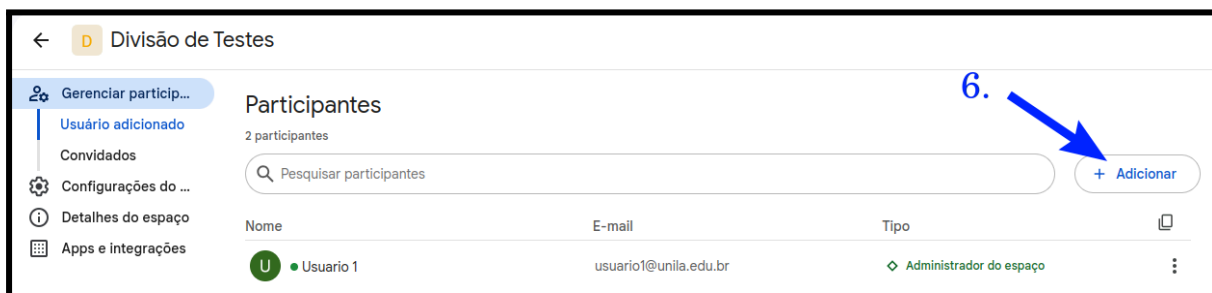 D Divisão de Testes
6.
Gerenciar particip...
Usuário adicionado
Convidados
Configurações do ...
Detalhes do espaço
Apps e integrações
Participantes
2 participantes
Pesquisar participantes
+ Adicionar
Nome E-mail Tipo
U Usuario 1 usuario1@unila.edu.br Administrador do espaço